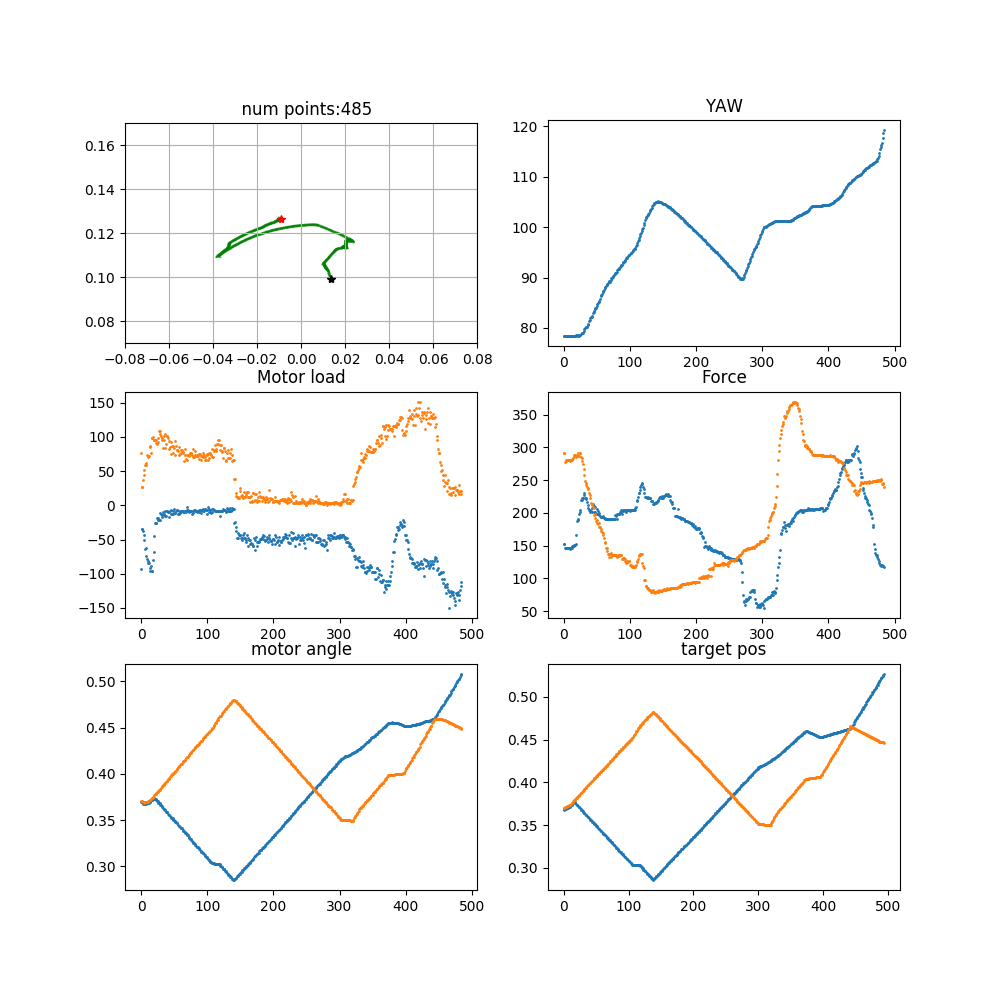 num points:485
YAW
0.16
0.14
0.12
0.10
0.08
−0.08 −0.06 −0.04 −0.02 0.00 0.02 0.04 0.06 0.08
120
110
100
90
80
0 100 200 300 400 500
Motor load
Force
150
100
50
0
−50
−100
−150
0 100 200 300 400 500
350
300
250
200
150
100
50
0 100 200 300 400 500
motor angle
target pos
0.50
0.45
0.40
0.35
0.30
0 100 200 300 400 500
0.50
0.45
0.40
0.35
0.30
0 100 200 300 400 500